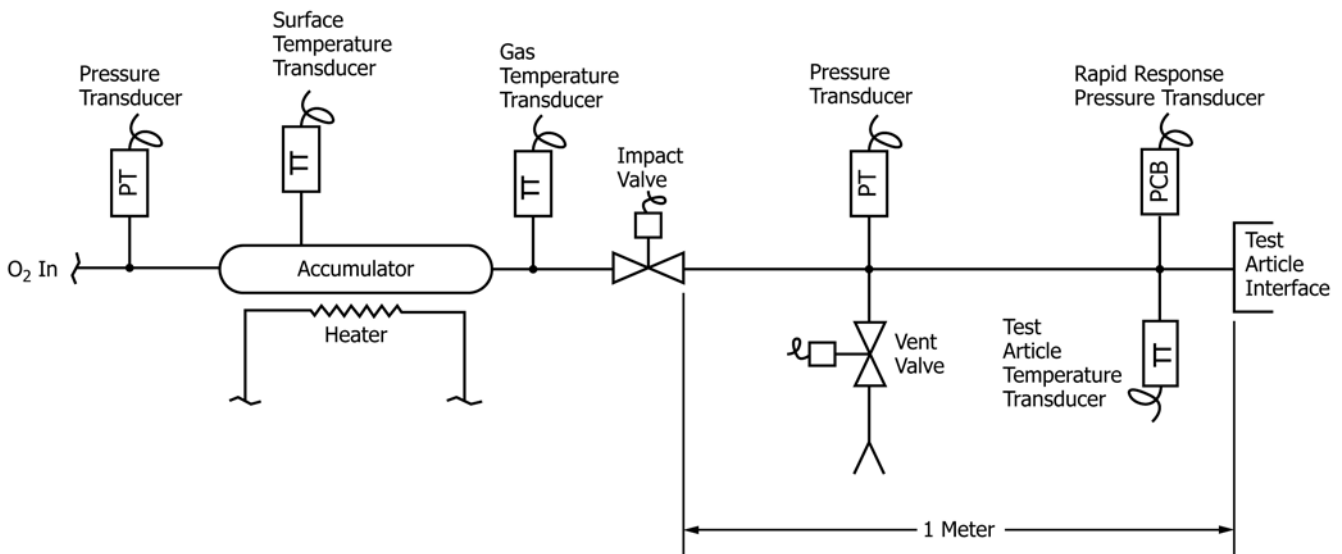 Surface
Temperature
Transducer
Pressure
Transducer
Gas
Temperature
Transducer
Pressure
Transducer
Rapid Response
Pressure Transducer
Impact
Valve
PT
TT
TT
PT
PCB
O₂ In
Accumulator
Heater
Test
Article
Interface
Vent
Valve
Test
Article
Temperature
Transducer
TT
1 Meter